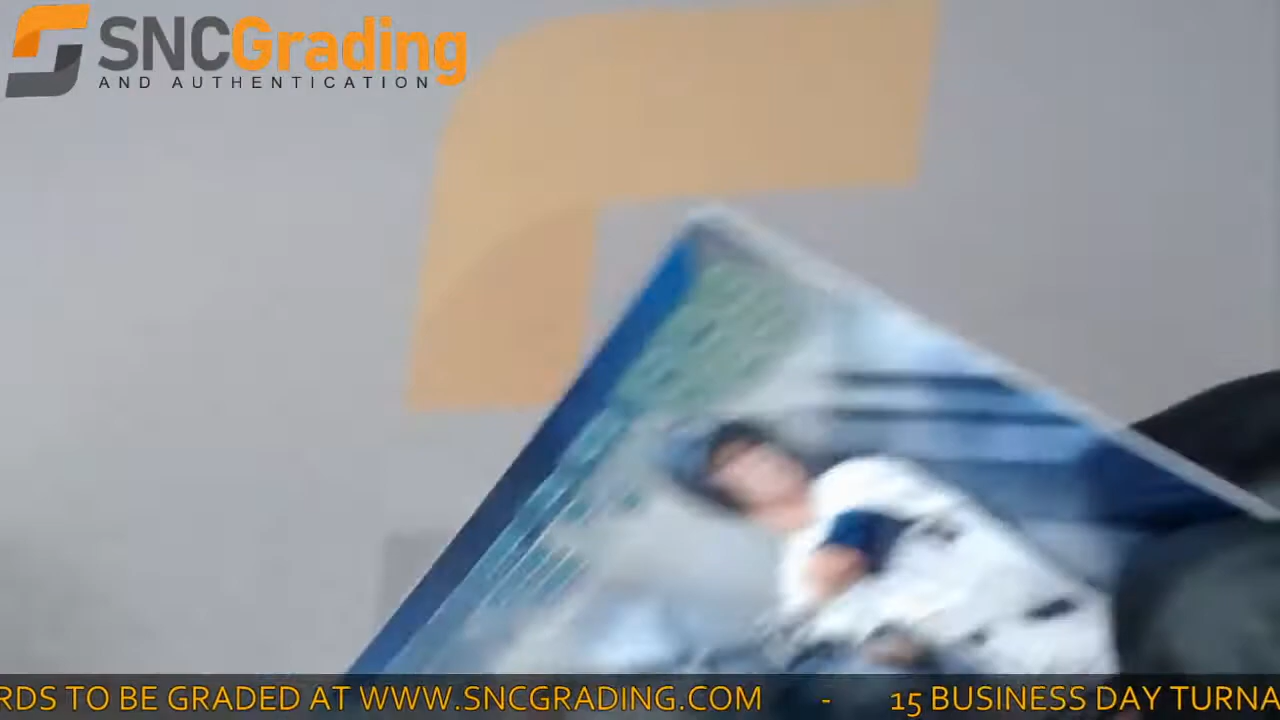 SNCGrading
AND AUTHENTICATION
RDS TO BE GRADED AT WWW.SNCGRADING.COM - 15 BUSINESS DAY TURNA